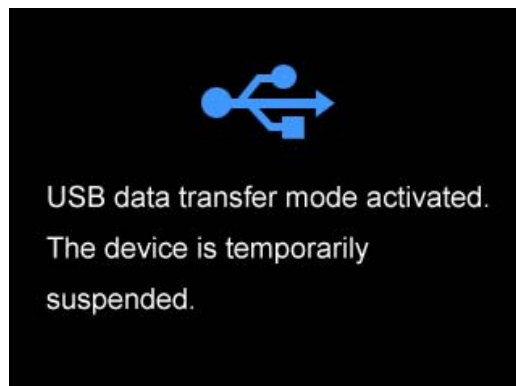 USB data transfer mode activated.
The device is temporarily
suspended.